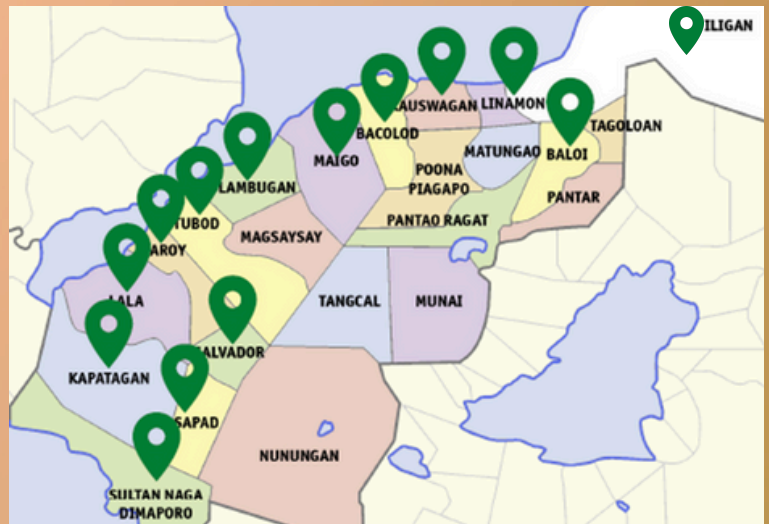 ILIGAN
KAUSWAGAN
LINAMON
BACOLOD
TAGOLOAN
MAIGO
MATUNGAO
BALOI
POONA
PIAGAPO
LAMBUGAN
PANTAR
TUBOD
PANTAO RAGAT
MAGSAYSAY
AROY
LALA
TANGCAL
MUNAI
SALVADOR
KAPATAGAN
SAPAD
NUNUNGAN
SULTAN NAGA
DIMAPORO